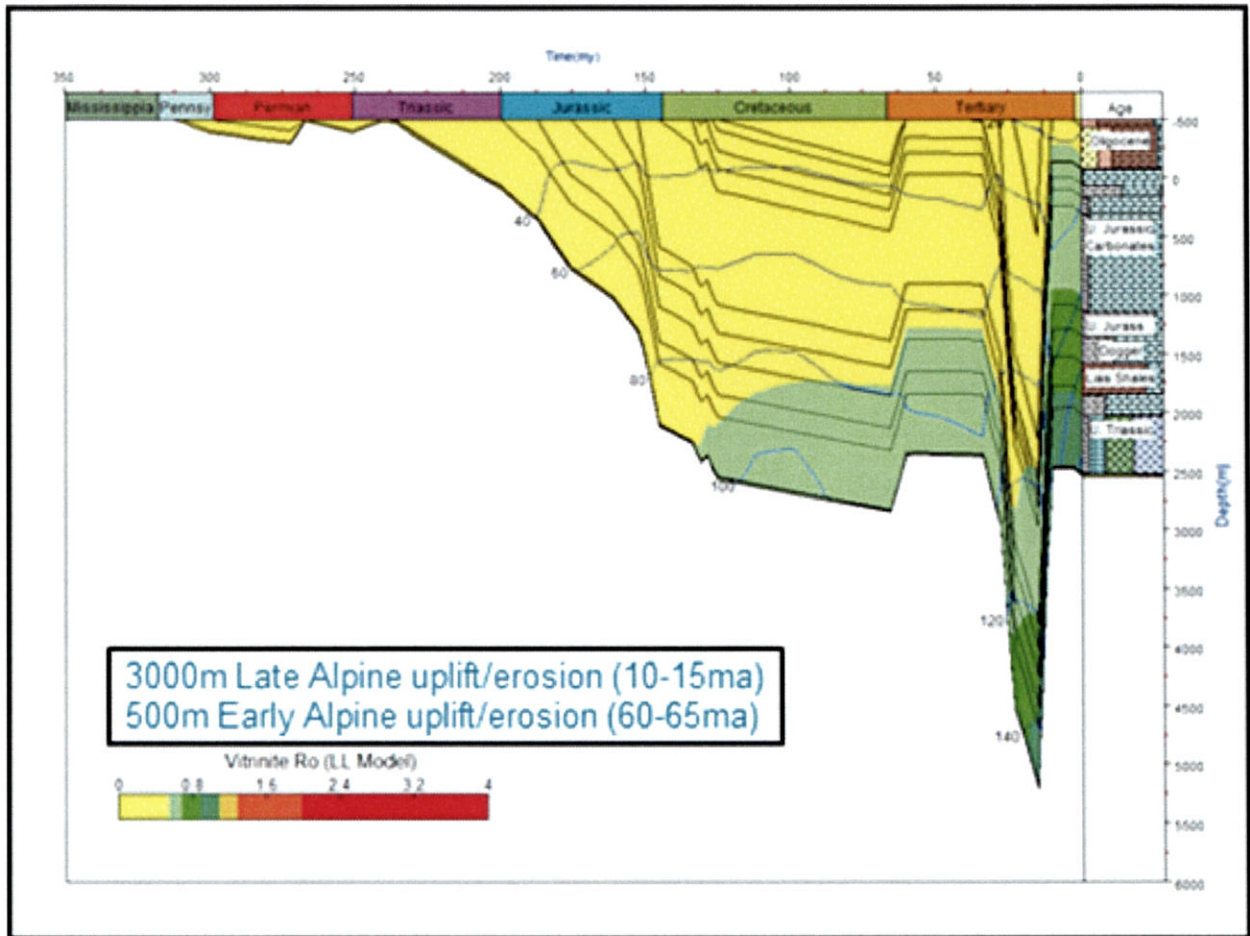 Time(my)
350 300 250 200 150 100 50 0
Mississippia Pennsy Permian Triassic Jurassic Cretaceous Tertiary Age
-500
Oligocene
0
40
U. Jurassic
500
Carbonates
60
1000
U. Jurass
1500
Dogger
80
Lias Shales
2000
U. Triassic
100
2500
Depth(m)
3000
3500
120
4000
3000m Late Alpine uplift/erosion (10-15ma)
500m Early Alpine uplift/erosion (60-65ma)
4500
140
5000
5500
6000
Vitrinite Ro (LL Model)
0 0.8 1.6 2.4 3.2 4